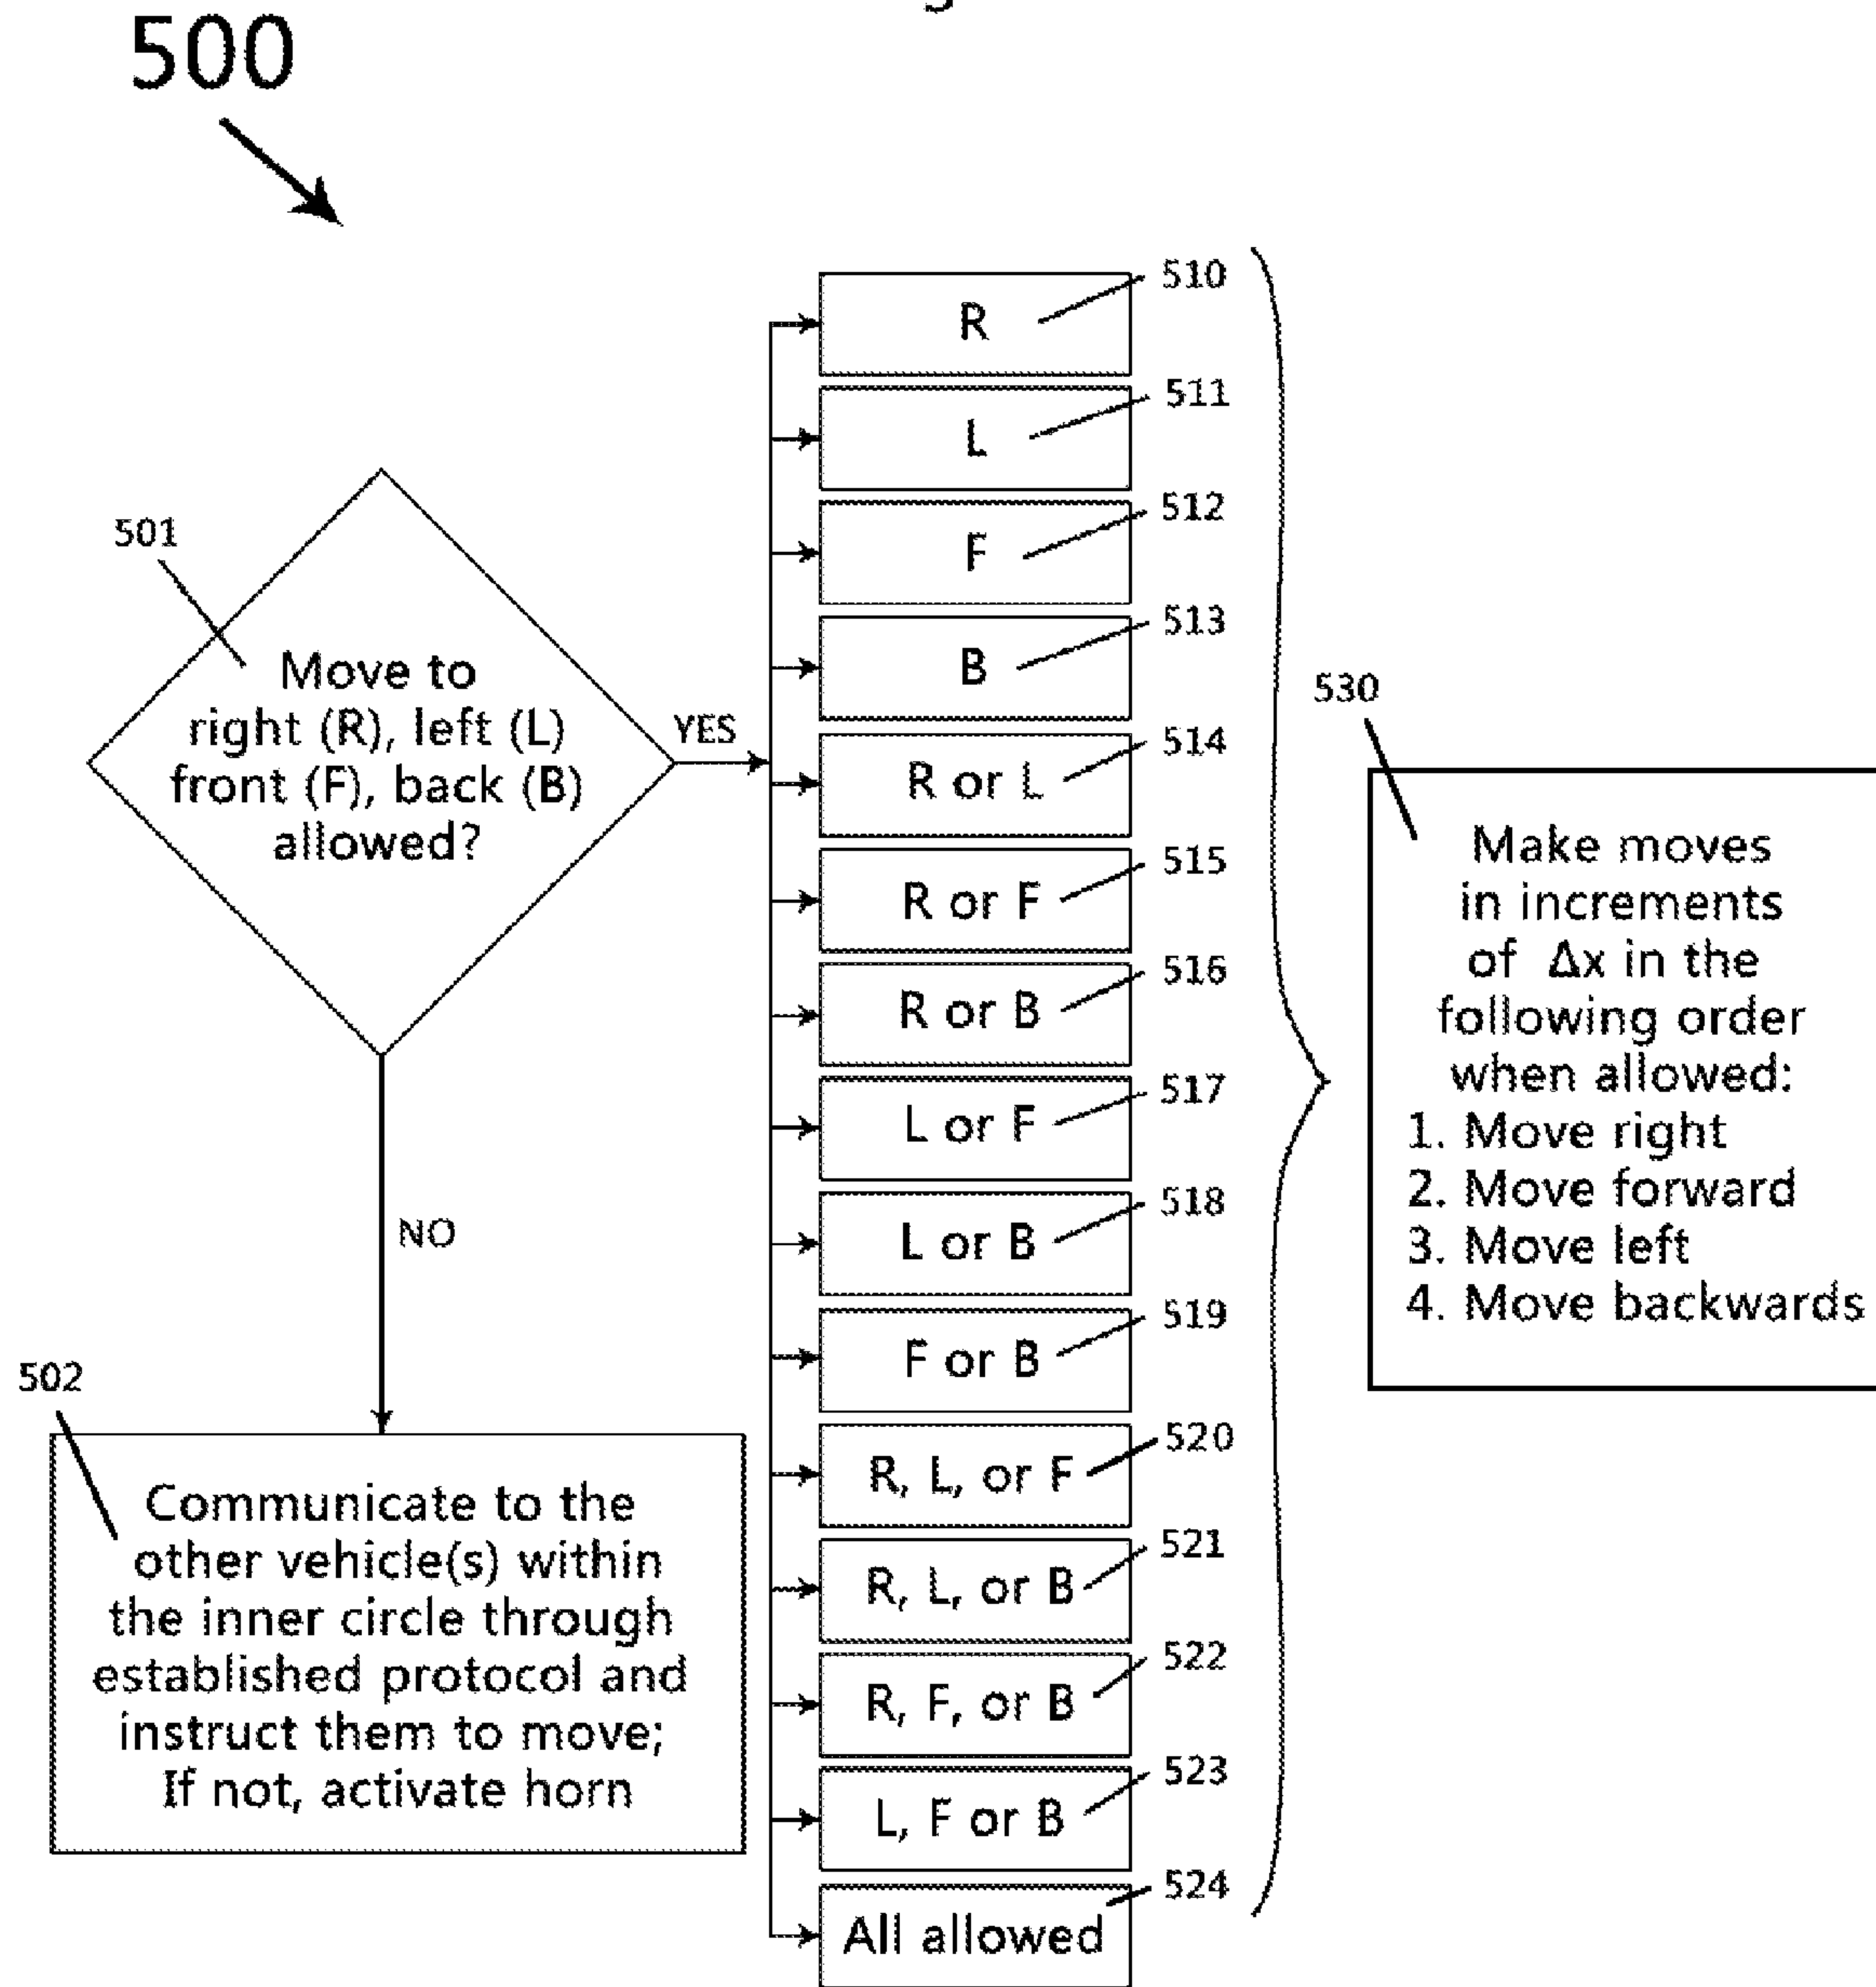 500
501
Move to
right (R), left (L)
front (F), back (B)
allowed?
YES
NO
502
Communicate to the
other vehicle(s) within
the inner circle through
established protocol and
instruct them to move;
If not, activate horn
R
510
L
511
F
512
B
513
R or L
514
R or F
515
R or B
516
L or F
517
L or B
518
F or B
519
R, L, or F
520
R, L, or B
521
R, F, or B
522
L, F or B
523
All allowed
524
530
Make moves
in increments
of Δx in the
following order
when allowed:
1. Move right
2. Move forward
3. Move left
4. Move backwards